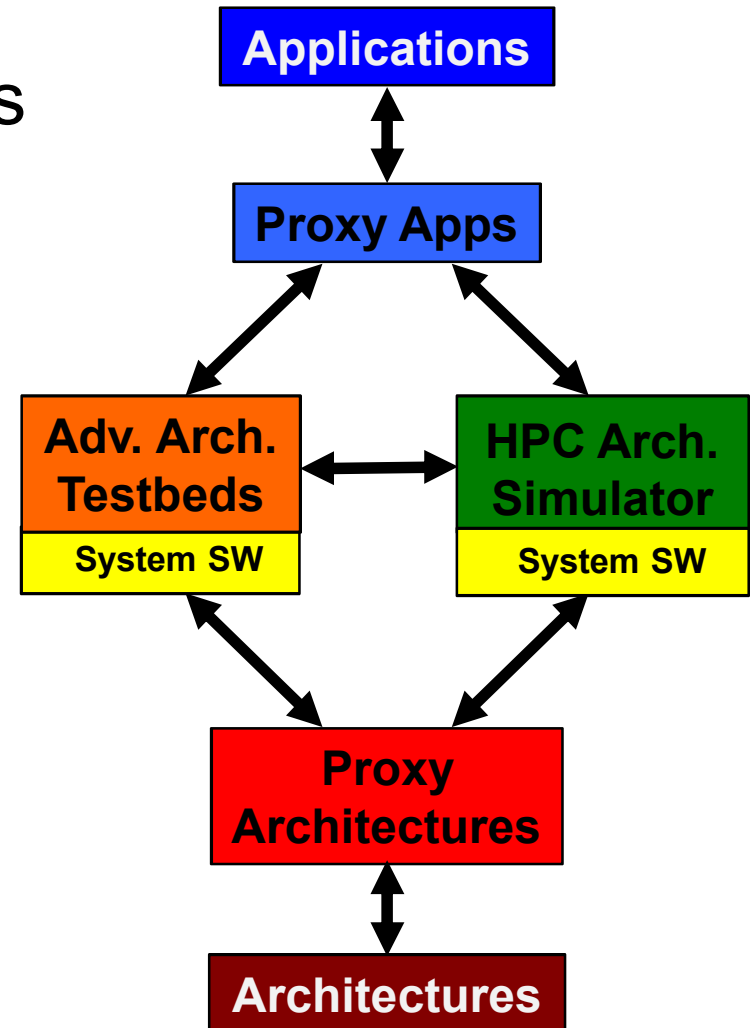 s
Applications
Proxy Apps
Adv. Arch.
Testbeds
System SW
HPC Arch.
Simulator
System SW
Proxy
Architectures
Architectures